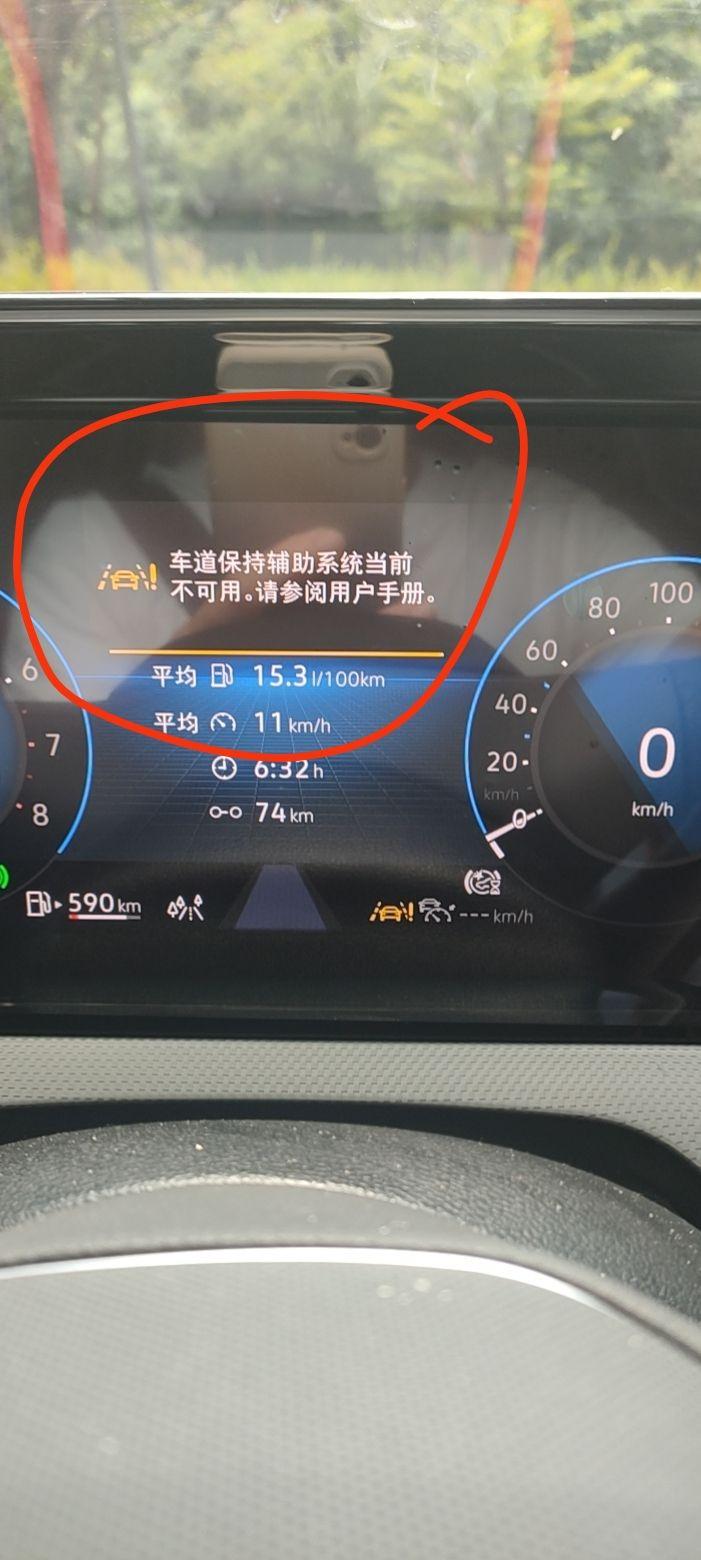 车道保持辅助系统当前
不可用。请参阅用户手册。
平均 15.3 l/100km
平均 11 km/h
6:32 h
74 km
6
7
8
100
80
60
40
20
km/h
0
0
km/h
590 km
--- km/h